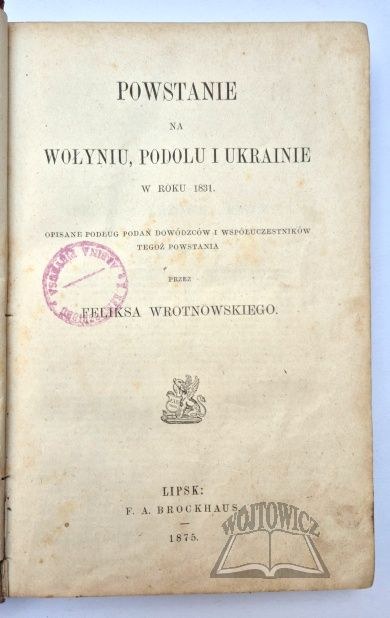 POWSTANIE
NA
WOŁYNIU, PODOLU I UKRAINIE
W ROKU 1831.
OPISANE PODŁUG PODAŃ DOWÓDZCÓW I WSPÓŁUCZESTNIKÓW
TEGOŻ POWSTANIA
PRZEZ
FELIKSA WROTNOWSKIEGO.
LIPSK:
F. A. BROCKHAUS
1875.
WÓJTOWICZ